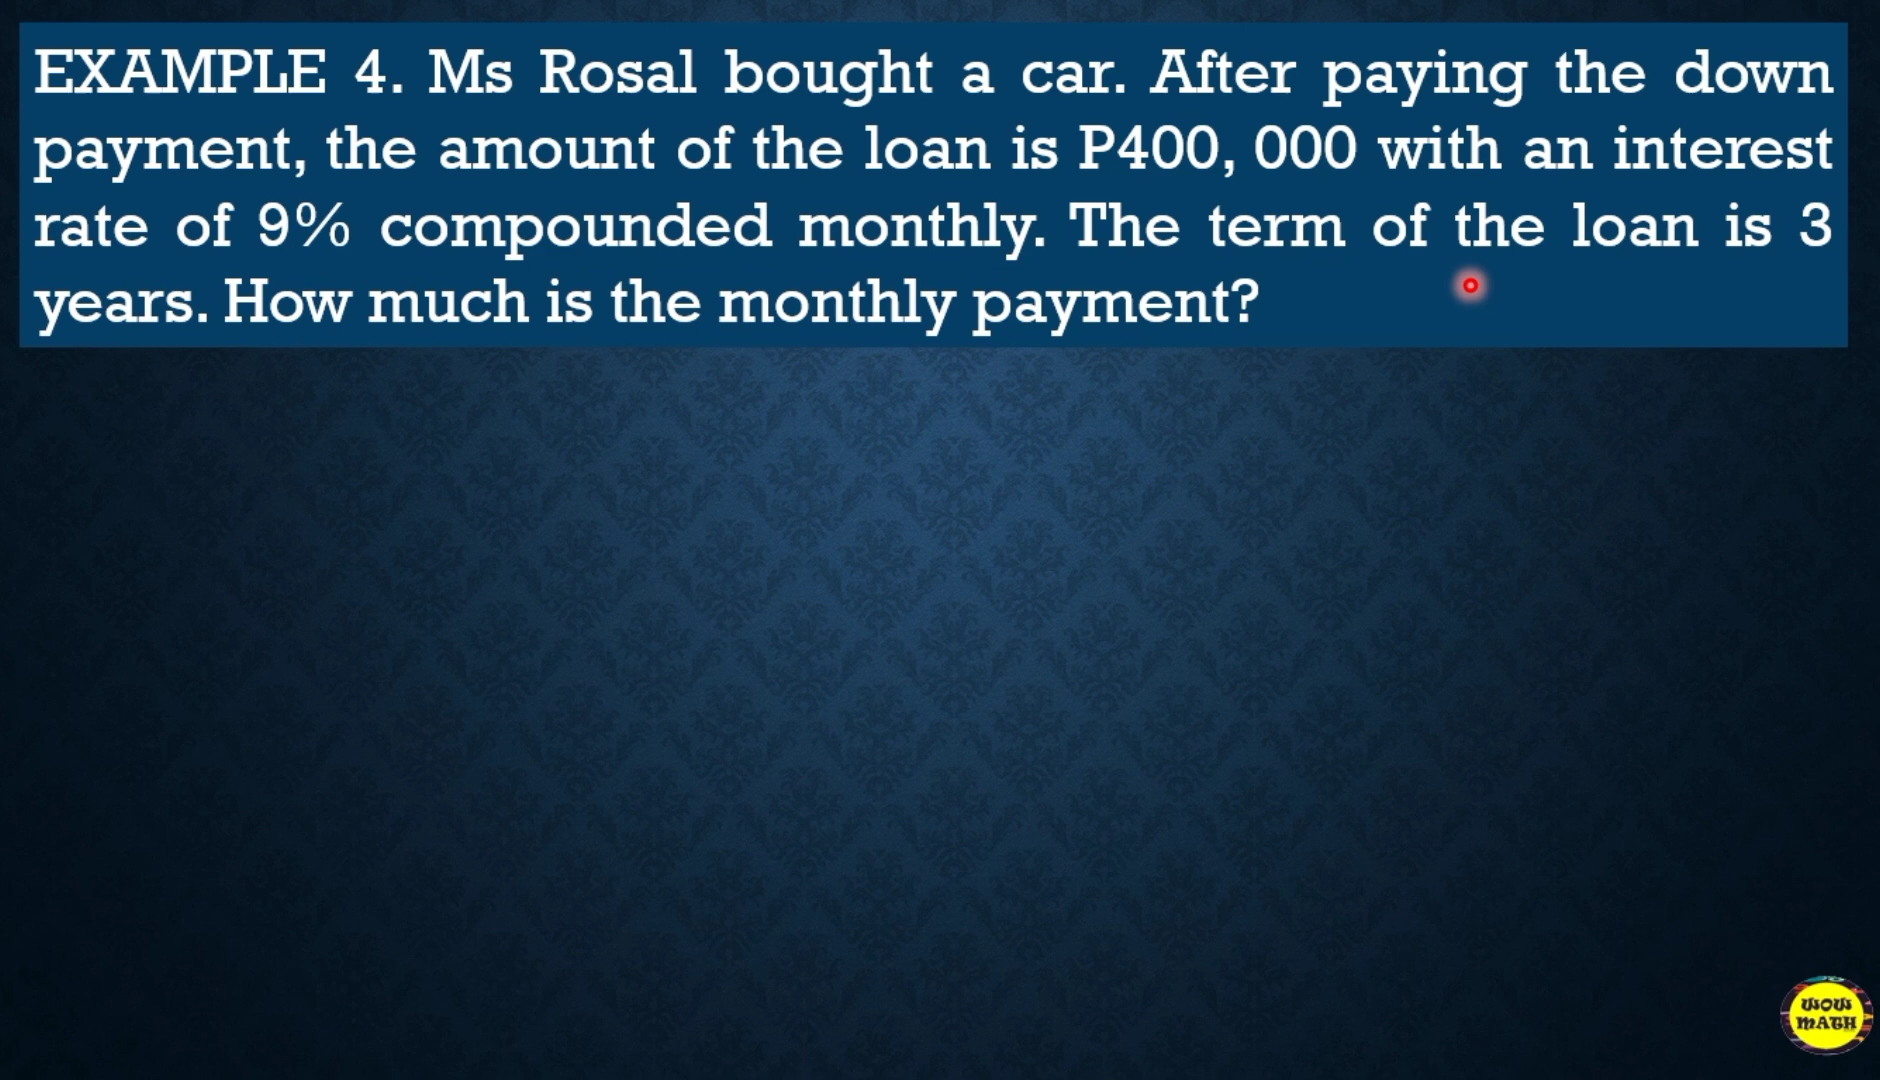 EXAMPLE 4. Ms Rosal bought a car. After paying the down
payment, the amount of the loan is P400, 000 with an interest
rate of 9% compounded monthly. The term of the loan is 3
years. How much is the monthly payment?
WOW
MATH